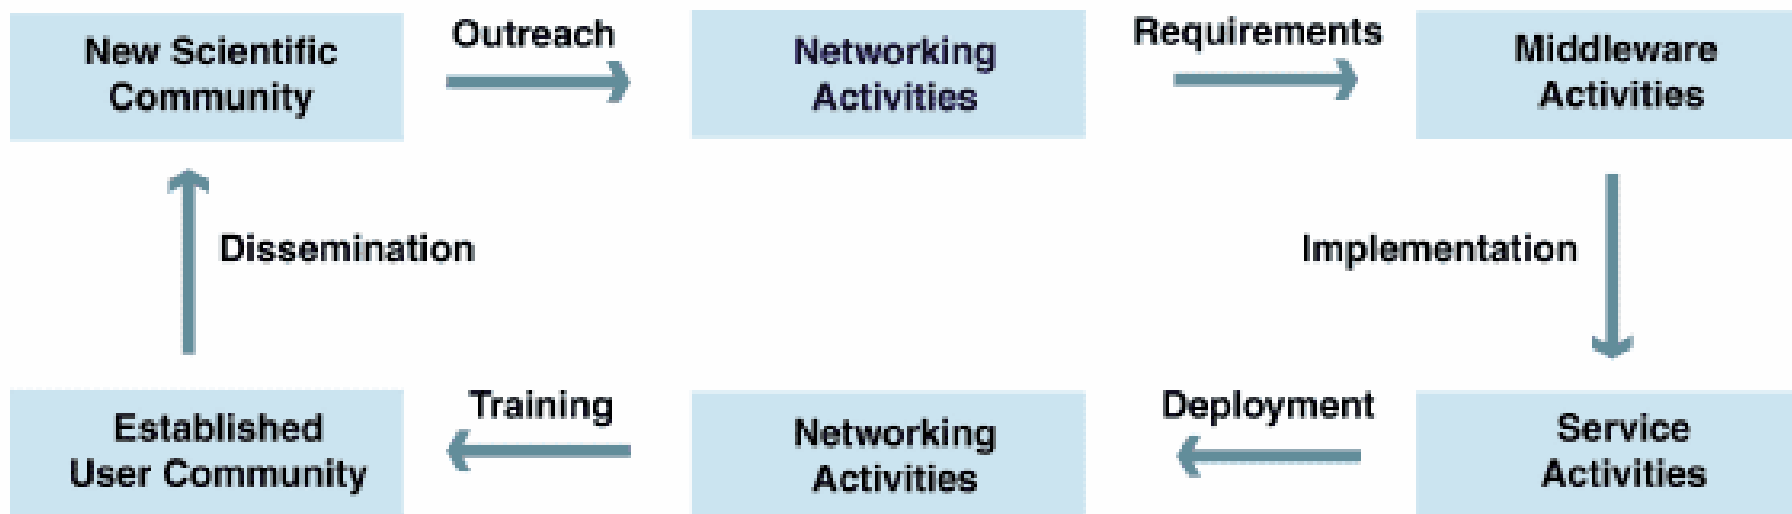 New Scientific
Community
Outreach
Networking
Activities
Requirements
Middleware
Activities
Dissemination
Implementation
Established
User Community
Training
Networking
Activities
Deployment
Service
Activities